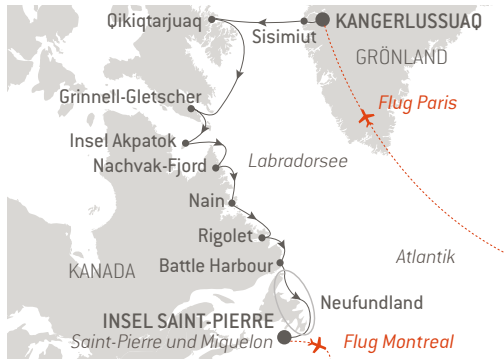 Qikiqtarjuaq
KANGERLUSSUAQ
Sisimiut
GRÖNLAND
Grinnell-Gletscher
Flug Paris
Insel Akpatok
Nachvak-Fjord
Labradorsee
Nain
Rigolet
Battle Harbour
Atlantik
KANADA
Neufundland
INSEL SAINT-PIERRE
Saint-Pierre und Miquelon
Flug Montreal